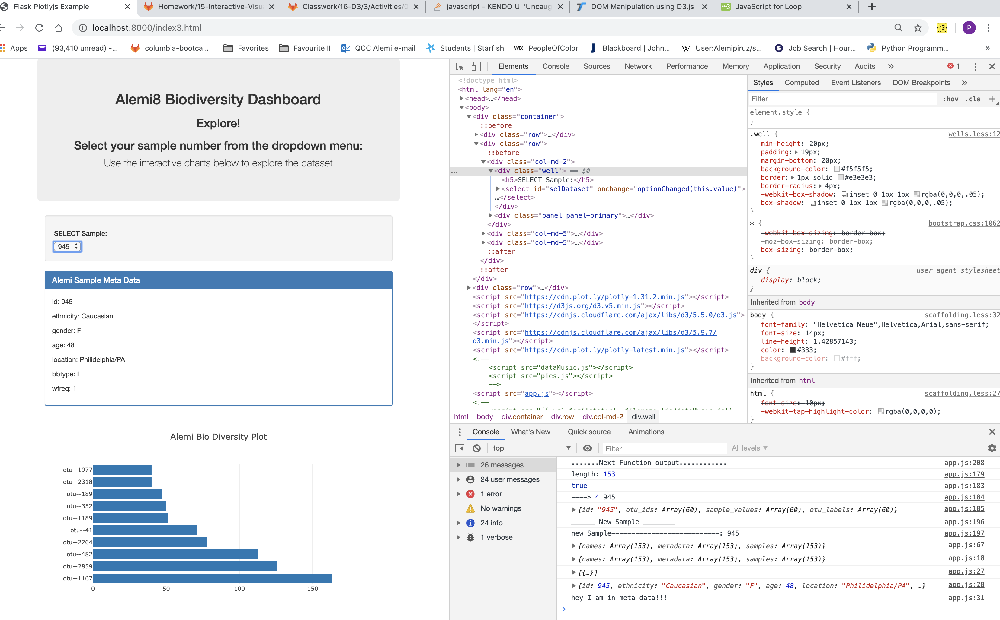 Flask Plotlyjs Example
Homework/15-Interactive-Visu
Classwork/16-D3/3/Activities/0
javascript - KENDO UI 'Uncaug
DOM Manipulation using D3.js
JavaScript for Loop
localhost:8000/index3.html
Apps
(93,410 unread) -...
columbia-bootca...
Favorites
Favourite II
QCC Alemi e-mail
Students | Starfish
WIX PeopleOfColor
Blackboard | John...
W User:Alemipiruz/s...
Job Search | Hour...
Python Programm...
Alemi8 Biodiversity Dashboard
Explore!
Select your sample number from the dropdown menu:
Use the interactive charts below to explore the dataset
SELECT Sample:
945
Alemi Sample Meta Data
id: 945
ethnicity: Caucasian
gender: F
age: 48
location: Philidelphia/PA
bbtype: I
wfreq: 1
Alemi Bio Diversity Plot
otu--1977
otu--2318
otu--189
otu--352
otu--1189
otu--41
otu--2264
otu--482
otu--2859
otu--1167
0 50 100 150
Elements Console Sources Network Performance Memory Application Security Audits » 1
<!doctype html>
<html lang="en">
<head>…</head>
<body>
<div class="container">
::before
<div class="row">…</div>
<div class="row">
::before
<div class="col-md-2">
<div class="well"> == $0
<h5>SELECT Sample:</h5>
<select id="selDataset" onchange="optionChanged(this.value)">
…</select>
</div>
<div class="panel panel-primary">…</div>
</div>
<div class="col-md-5">…</div>
<div class="col-md-5">…</div>
::after
</div>
::after
</div>
<div class="row">…</div>
<script src="https://cdn.plot.ly/plotly-1.31.2.min.js"></script>
<script src="https://d3js.org/d3.v5.min.js"></script>
<script src="https://cdnjs.cloudflare.com/ajax/libs/d3/5.5.0/d3.js">
</script>
<script src="https://cdnjs.cloudflare.com/ajax/libs/d3/5.9.7/
d3.min.js"></script>
<script src="https://cdn.plot.ly/plotly-latest.min.js"></script>
<!--
<script src="dataMusic.js"></script>
<script src="pies.js"></script>
-->
<script src="app.js"></script>
<!--
html body div.container div.row div.col-md-2 div.well
Styles Computed Event Listeners DOM Breakpoints »
Filter :hov .cls +
element.style {
}
.well { wells.less:12
min-height: 20px;
padding: 19px;
margin-bottom: 20px;
background-color: #f5f5f5;
border: 1px solid #e3e3e3;
border-radius: 4px;
-webkit-box-shadow: inset 0 1px 1px rgba(0,0,0,.05);
box-shadow: inset 0 1px 1px rgba(0,0,0,.05);
}
* { bootstrap.css:1062
-webkit-box-sizing: border-box;
-moz-box-sizing: border-box;
box-sizing: border-box;
}
div { user agent stylesheet
display: block;
}
Inherited from body
body { scaffolding.less:32
font-family: "Helvetica Neue",Helvetica,Arial,sans-serif;
font-size: 14px;
line-height: 1.42857143;
color: #333;
background-color: #fff;
}
Inherited from html
html { scaffolding.less:27
font-size: 10px;
-webkit-tap-highlight-color: rgba(0,0,0,0);
}
Console What's New Quick source Animations
top Filter All levels
26 messages
24 user messages
1 error
No warnings
24 info
1 verbose
.......Next Function output............ app.js:208
length: 153 app.js:179
true app.js:183
----> 4 945 app.js:184
{id: "945", otu_ids: Array(60), sample_values: Array(60), otu_labels: Array(60)} app.js:185
______ New Sample ________ app.js:196
new Sample---------------------------: 945 app.js:197
{names: Array(153), metadata: Array(153), samples: Array(153)} app.js:67
{names: Array(153), metadata: Array(153), samples: Array(153)} app.js:18
[{…}] app.js:27
{id: 945, ethnicity: "Caucasian", gender: "F", age: 48, location: "Philidelphia/PA", …} app.js:28
hey I am in meta data!!! app.js:31